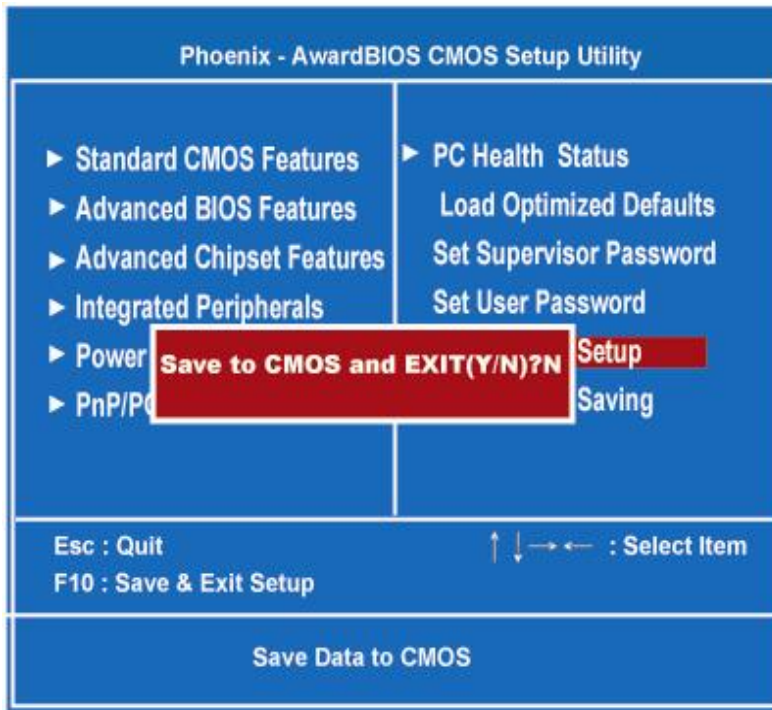 Phoenix - AwardBIOS CMOS Setup Utility
Standard CMOS Features
Advanced BIOS Features
Advanced Chipset Features
Integrated Peripherals
Power
PnP/PC
PC Health Status
Load Optimized Defaults
Set Supervisor Password
Set User Password
Setup
Saving
Save to CMOS and EXIT(Y/N)?N
Esc : Quit
↑ ↓ → ← : Select Item
F10 : Save & Exit Setup
Save Data to CMOS